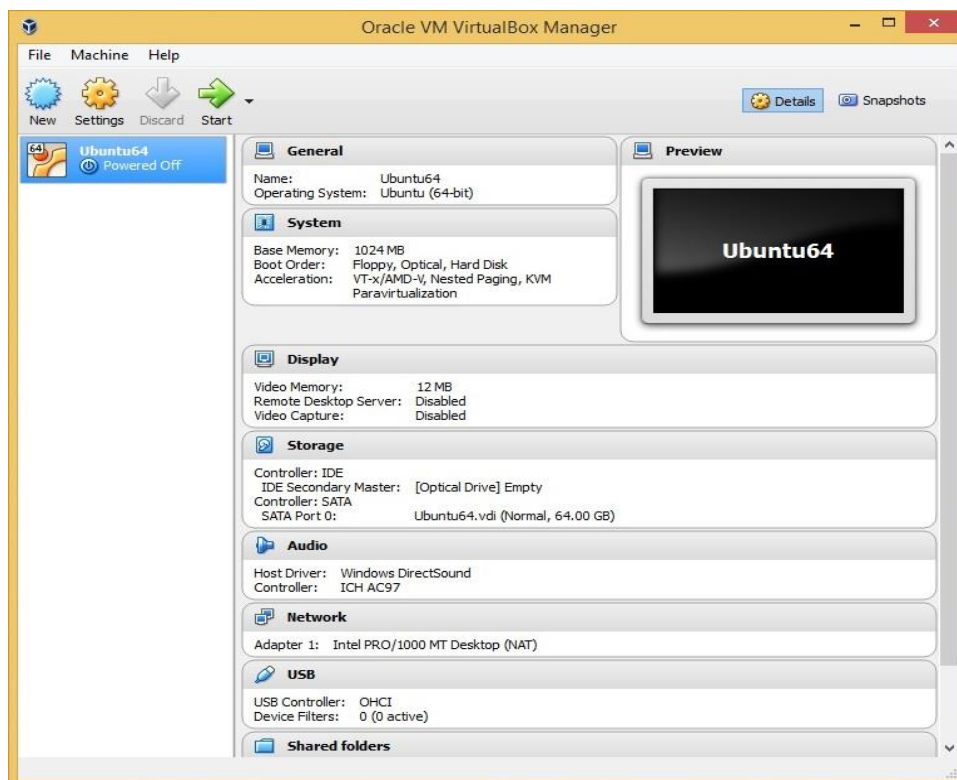 Oracle VM VirtualBox Manager
File Machine Help
New Settings Discard Start
Details Snapshots
64
Ubuntu64
Powered Off
General
Name: Ubuntu64
Operating System: Ubuntu (64-bit)
System
Base Memory: 1024 MB
Boot Order: Floppy, Optical, Hard Disk
Acceleration: VT-x/AMD-V, Nested Paging, KVM
Paravirtualization
Preview
Ubuntu64
Display
Video Memory: 12 MB
Remote Desktop Server: Disabled
Video Capture: Disabled
Storage
Controller: IDE
IDE Secondary Master: [Optical Drive] Empty
Controller: SATA
SATA Port 0: Ubuntu64.vdi (Normal, 64.00 GB)
Audio
Host Driver: Windows DirectSound
Controller: ICH AC97
Network
Adapter 1: Intel PRO/1000 MT Desktop (NAT)
USB
USB Controller: OHCI
Device Filters: 0 (0 active)
Shared folders